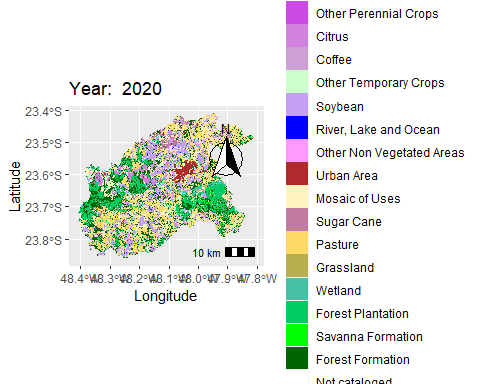 Year:  2020
N
23.4°S
23.5°S
23.6°S
23.7°S
23.8°S
Latitude
10 km
48.4°W 48.3°W 48.2°W 48.1°W 48.0°W 47.9°W 47.8°W
Longitude
Other Perennial Crops
Citrus
Coffee
Other Temporary Crops
Soybean
River, Lake and Ocean
Other Non Vegetated Areas
Urban Area
Mosaic of Uses
Sugar Cane
Pasture
Grassland
Wetland
Forest Plantation
Savanna Formation
Forest Formation
Not cataloged